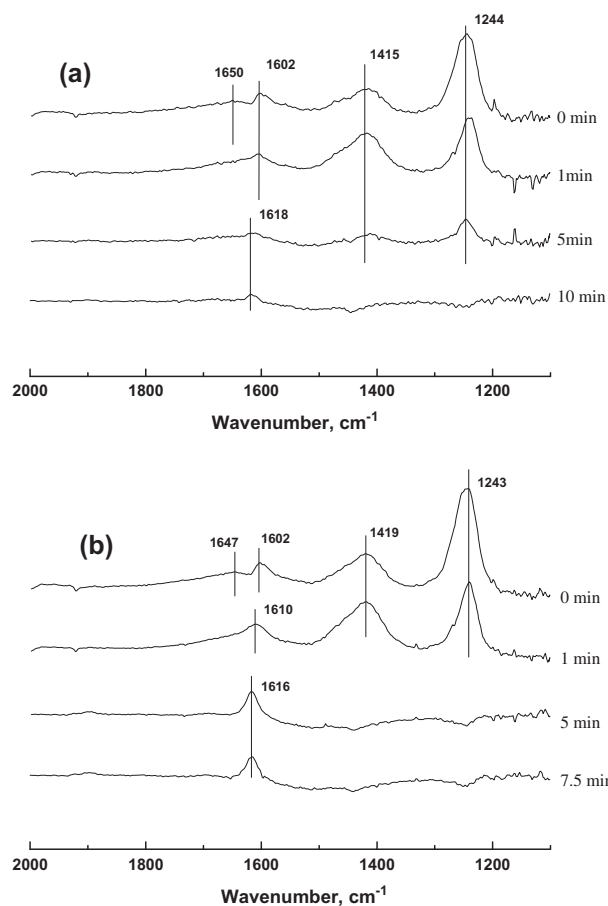 (a)
1244
1650
1602
1415
0 min
1min
1618
5min
10 min
2000 1800 1600 1400 1200
Wavenumber, cm-1
(b)
1243
1647
1602
1419
0 min
1610
1 min
1616
5 min
7.5 min
2000 1800 1600 1400 1200
Wavenumber, cm-1